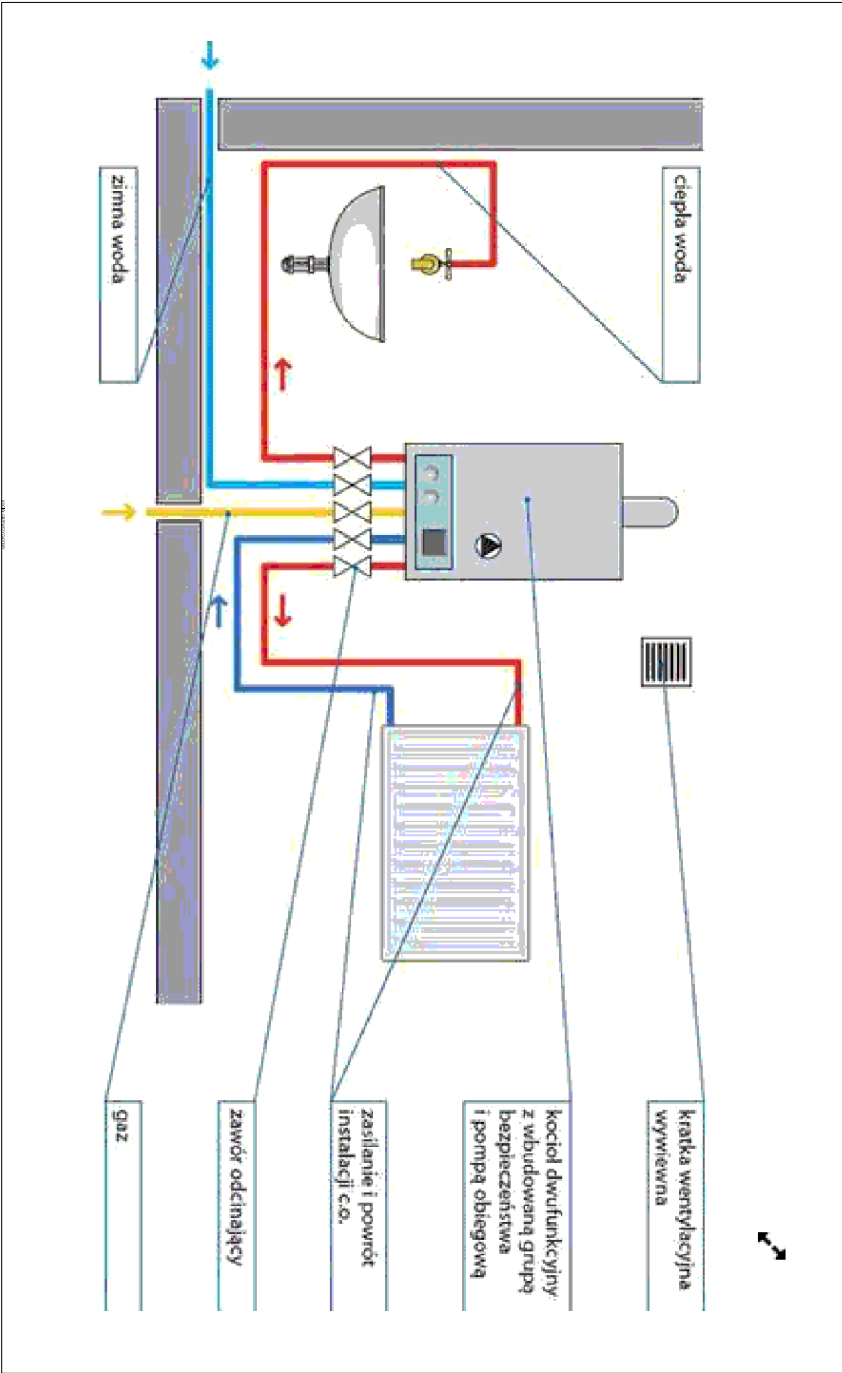 ciepła woda
zimna woda
kratka wentylacyjna
wywiewna
kocioł dwufunkcyjny
z wbudowaną grupą
bezpieczeństwa
i pompą obiegową
zasilanie i powrót
instalacji c.o.
zawór odcinający
gaz